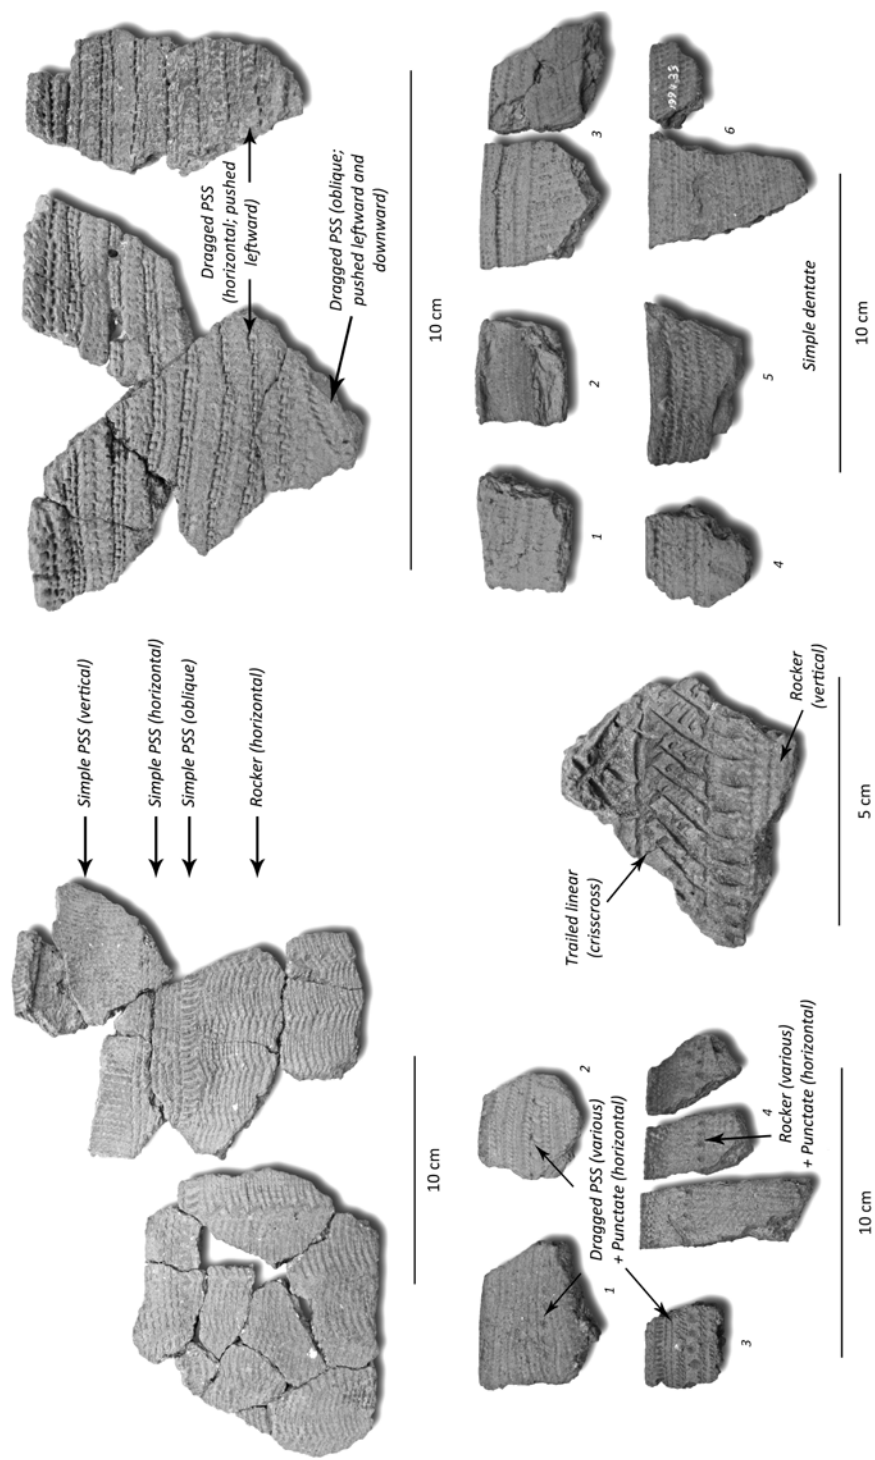 Simple PSS (vertical)
Simple PSS (horizontal)
Simple PSS (oblique)
Rocker (horizontal)
10 cm
Dragged PSS
(horizontal; pushed
leftward)
Dragged PSS (oblique;
pushed leftward and
downward)
10 cm
2
Dragged PSS (various)
+ Punctate (horizontal)
1
3
4
Rocker (various)
+ Punctate (horizontal)
10 cm
Trailed linear
(crisscross)
Rocker
(vertical)
5 cm
1
2
3
4
5
6
Simple dentate
10 cm